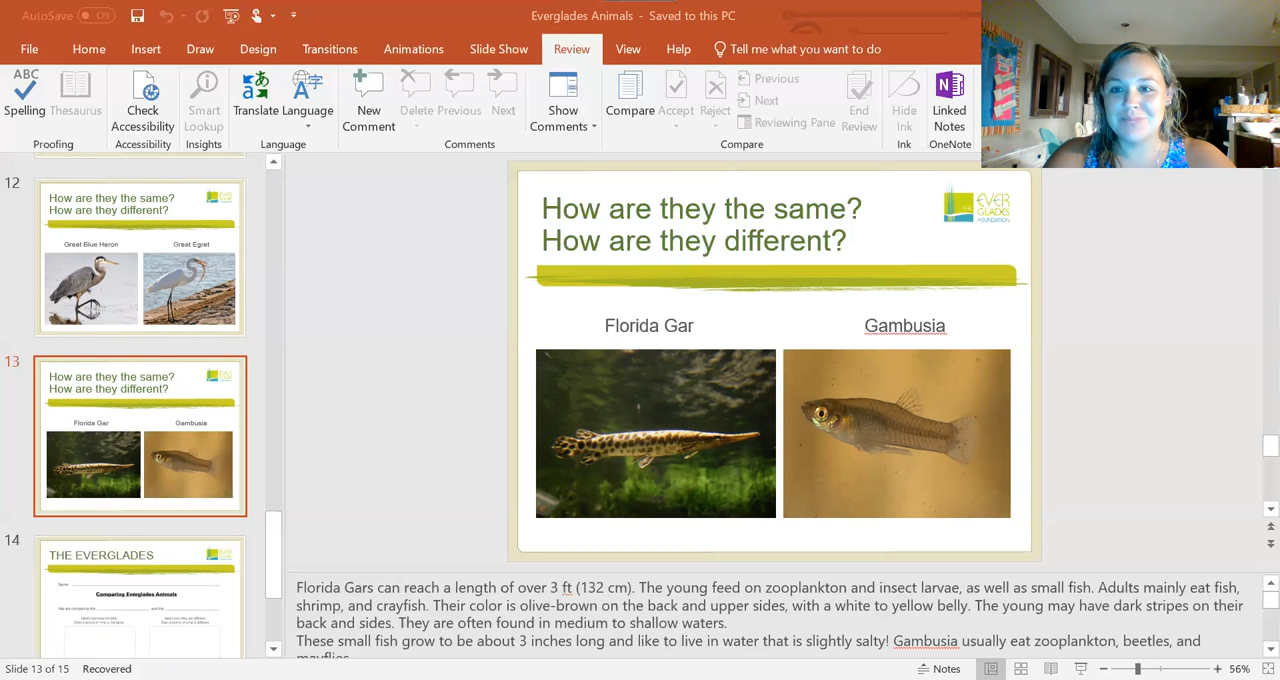 AutoSave Off
Everglades Animals - Saved to this PC
File Home Insert Draw Design Transitions Animations Slide Show Review View Help Tell me what you want to do
ABC
Spelling Thesaurus
Check Accessibility
Smart Lookup
Translate Language
New Comment
Delete Previous Next
Show Comments
Compare Accept Reject
Previous
Next
Reviewing Pane
End Review
Hide Ink
Linked Notes
Proofing Accessibility Insights Language Comments Compare Ink OneNote
12
How are they the same?
How are they different?
Great Blue Heron Great Egret
13
How are they the same?
How are they different?
Florida Gar Gambusia
14
THE EVERGLADES
Name:
Comparing Everglades Animals
We are comparing the and the
How are they the same?
How are they different?
EVER
GLADES
FOUNDATION
Florida Gar Gambusia
Florida Gars can reach a length of over 3 ft (132 cm). The young feed on zooplankton and insect larvae, as well as small fish. Adults mainly eat fish,
shrimp, and crayfish. Their color is olive-brown on the back and upper sides, with a white to yellow belly. The young may have dark stripes on their
back and sides. They are often found in medium to shallow waters.
These small fish grow to be about 3 inches long and like to live in water that is slightly salty! Gambusia usually eat zooplankton, beetles, and
mayflies
Slide 13 of 15 Recovered
Notes
56%